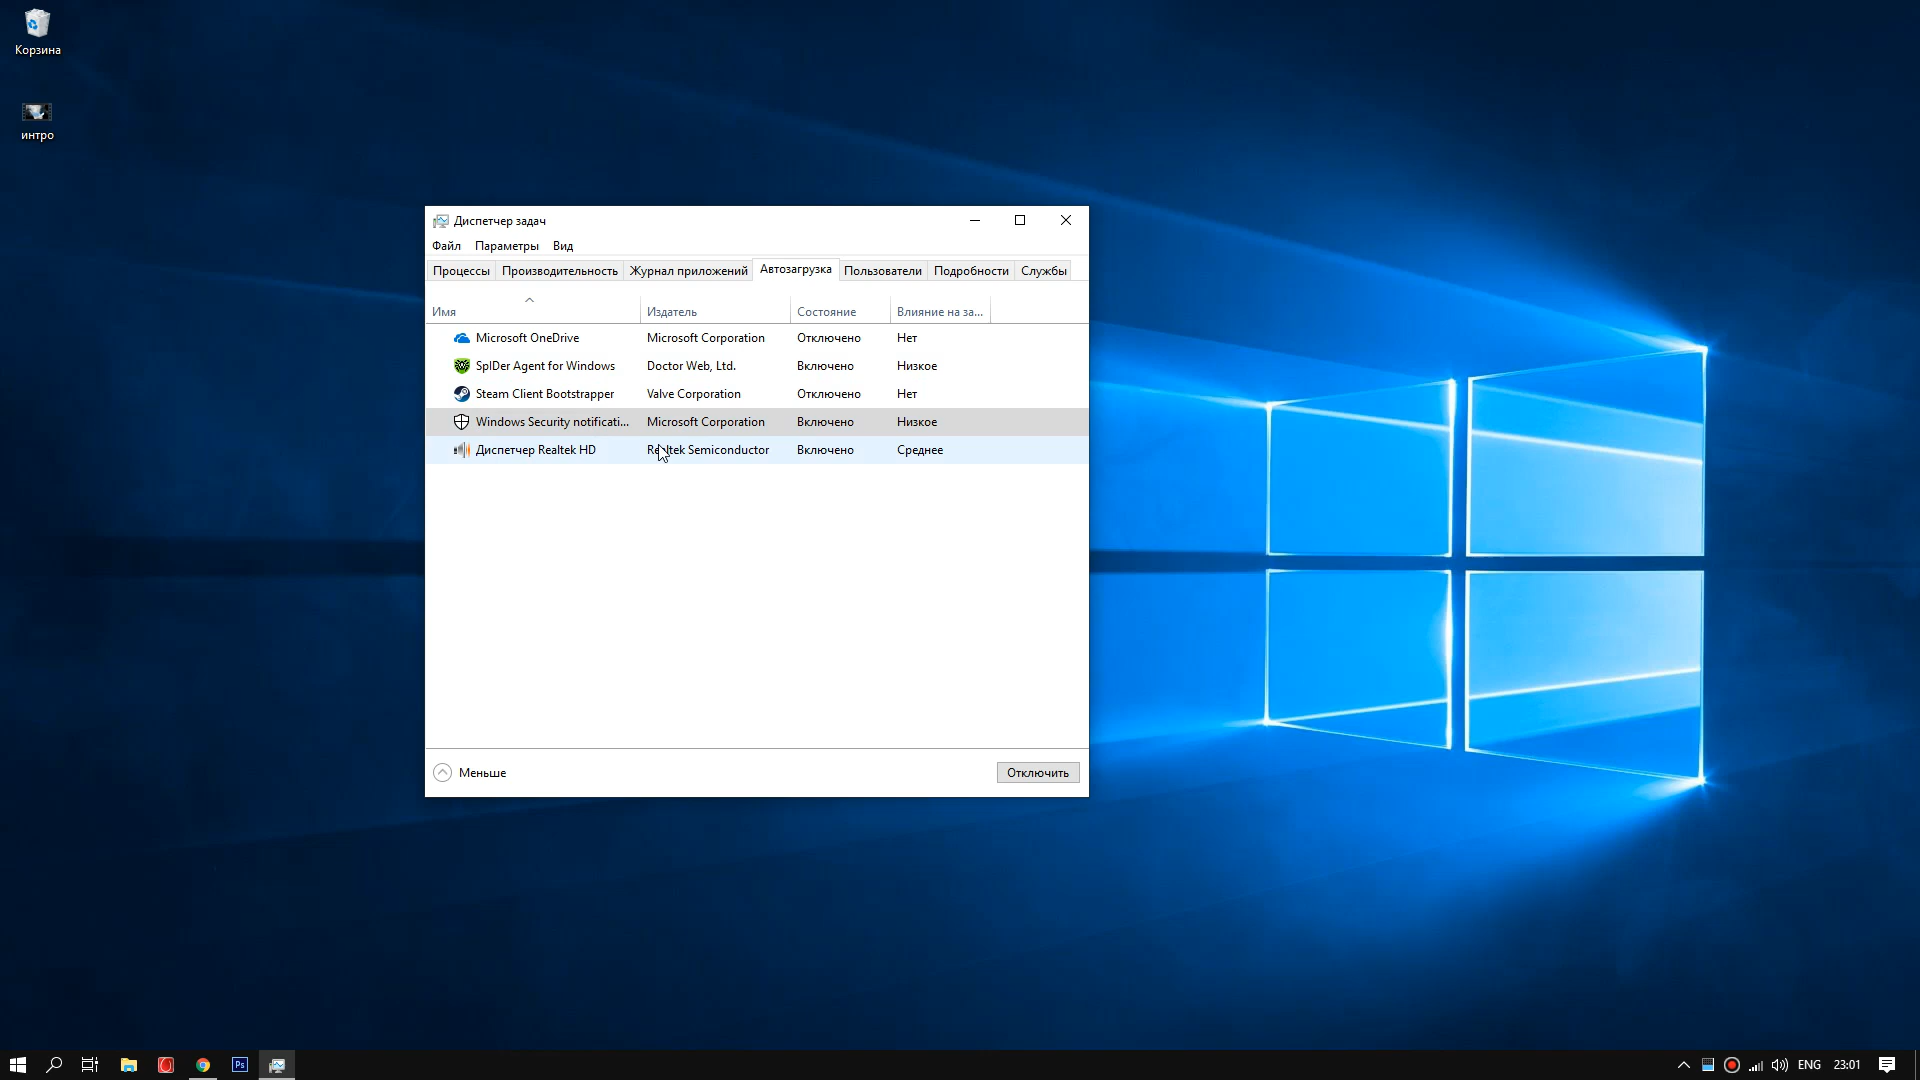 Корзина
интро
Диспетчер задач
Файл Параметры Вид
Процессы Производительность Журнал приложений Автозагрузка Пользователи Подробности Службы
Имя Издатель Состояние Влияние на за...
Microsoft OneDrive Microsoft Corporation Отключено Нет
SpIDer Agent for Windows Doctor Web, Ltd. Включено Низкое
Steam Client Bootstrapper Valve Corporation Отключено Нет
Windows Security notificati... Microsoft Corporation Включено Низкое
Диспетчер Realtek HD Realtek Semiconductor Включено Среднее
Меньше Отключить
Ps ENG 23:01